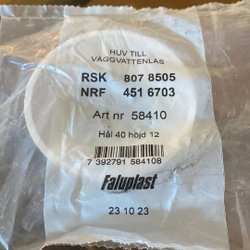 HUV TILL
VÄGGVATTENLÅS
RSK 807 8505
NRF 451 6703
Art nr 58410
Hål 40 höjd 12
7 392791 584108
Faluplast
23 10 23